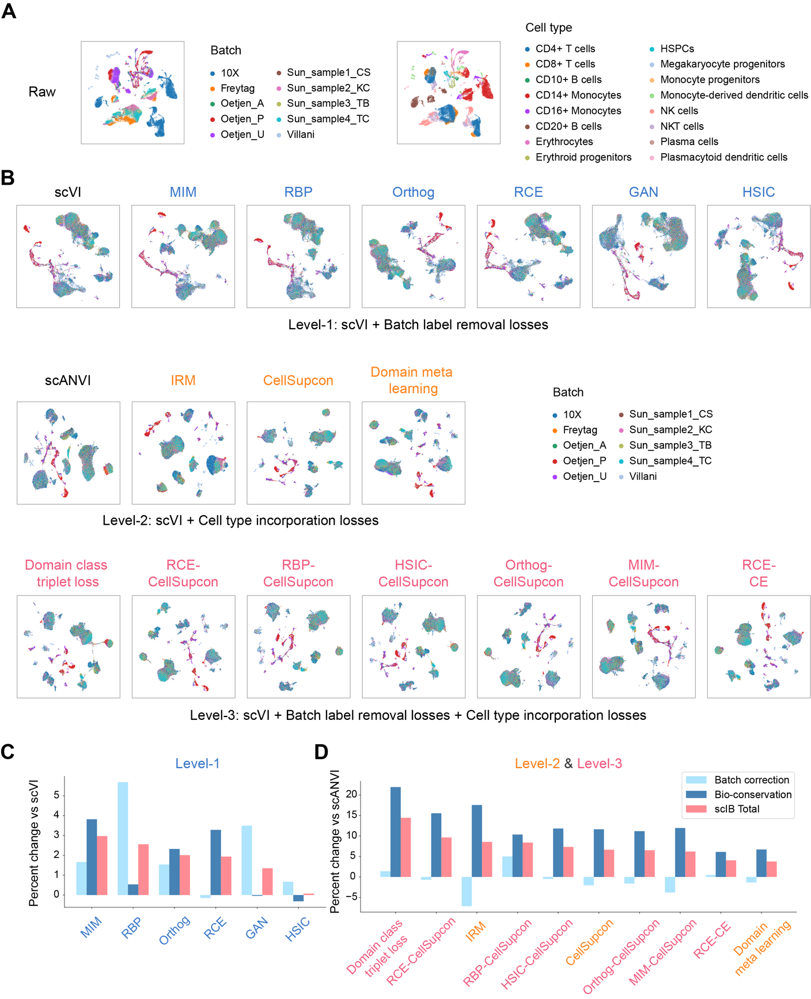 A
Raw
Batch
10X
Freytag
Oetjen_A
Oetjen_P
Oetjen_U
Sun_sample1_CS
Sun_sample2_KC
Sun_sample3_TB
Sun_sample4_TC
Villani
Cell type
CD4+ T cells
CD8+ T cells
CD10+ B cells
CD14+ Monocytes
CD16+ Monocytes
CD20+ B cells
Erythrocytes
Erythroid progenitors
HSPCs
Megakaryocyte progenitors
Monocyte progenitors
Monocyte-derived dendritic cells
NK cells
NKT cells
Plasma cells
Plasmacytoid dendritic cells
B
scVI
MIM
RBP
Orthog
RCE
GAN
HSIC
Level-1: scVI + Batch label removal losses
scANVI
IRM
CellSupcon
Domain meta
learning
Batch
10X
Freytag
Oetjen_A
Oetjen_P
Oetjen_U
Sun_sample1_CS
Sun_sample2_KC
Sun_sample3_TB
Sun_sample4_TC
Villani
Level-2: scVI + Cell type incorporation losses
Domain class
triplet loss
RCE-
CellSupcon
RBP-
CellSupcon
HSIC-
CellSupcon
Orthog-
CellSupcon
MIM-
CellSupcon
RCE-
CE
Level-3: scVI + Batch label removal losses + Cell type incorporation losses
C
Level-1
Percent change vs scVI
5
4
3
2
1
0
MIM
RBP
Orthog
RCE
GAN
HSIC
D
Level-2 & Level-3
Batch correction
Bio-conservation
scIB Total
Percent change vs scANVI
20
15
10
5
0
−5
Domain class
triplet loss
RCE-CellSupcon
IRM
RBP-CellSupcon
HSIC-CellSupcon
CellSupcon
Orthog-CellSupcon
MIM-CellSupcon
RCE-CE
Domain
meta learning